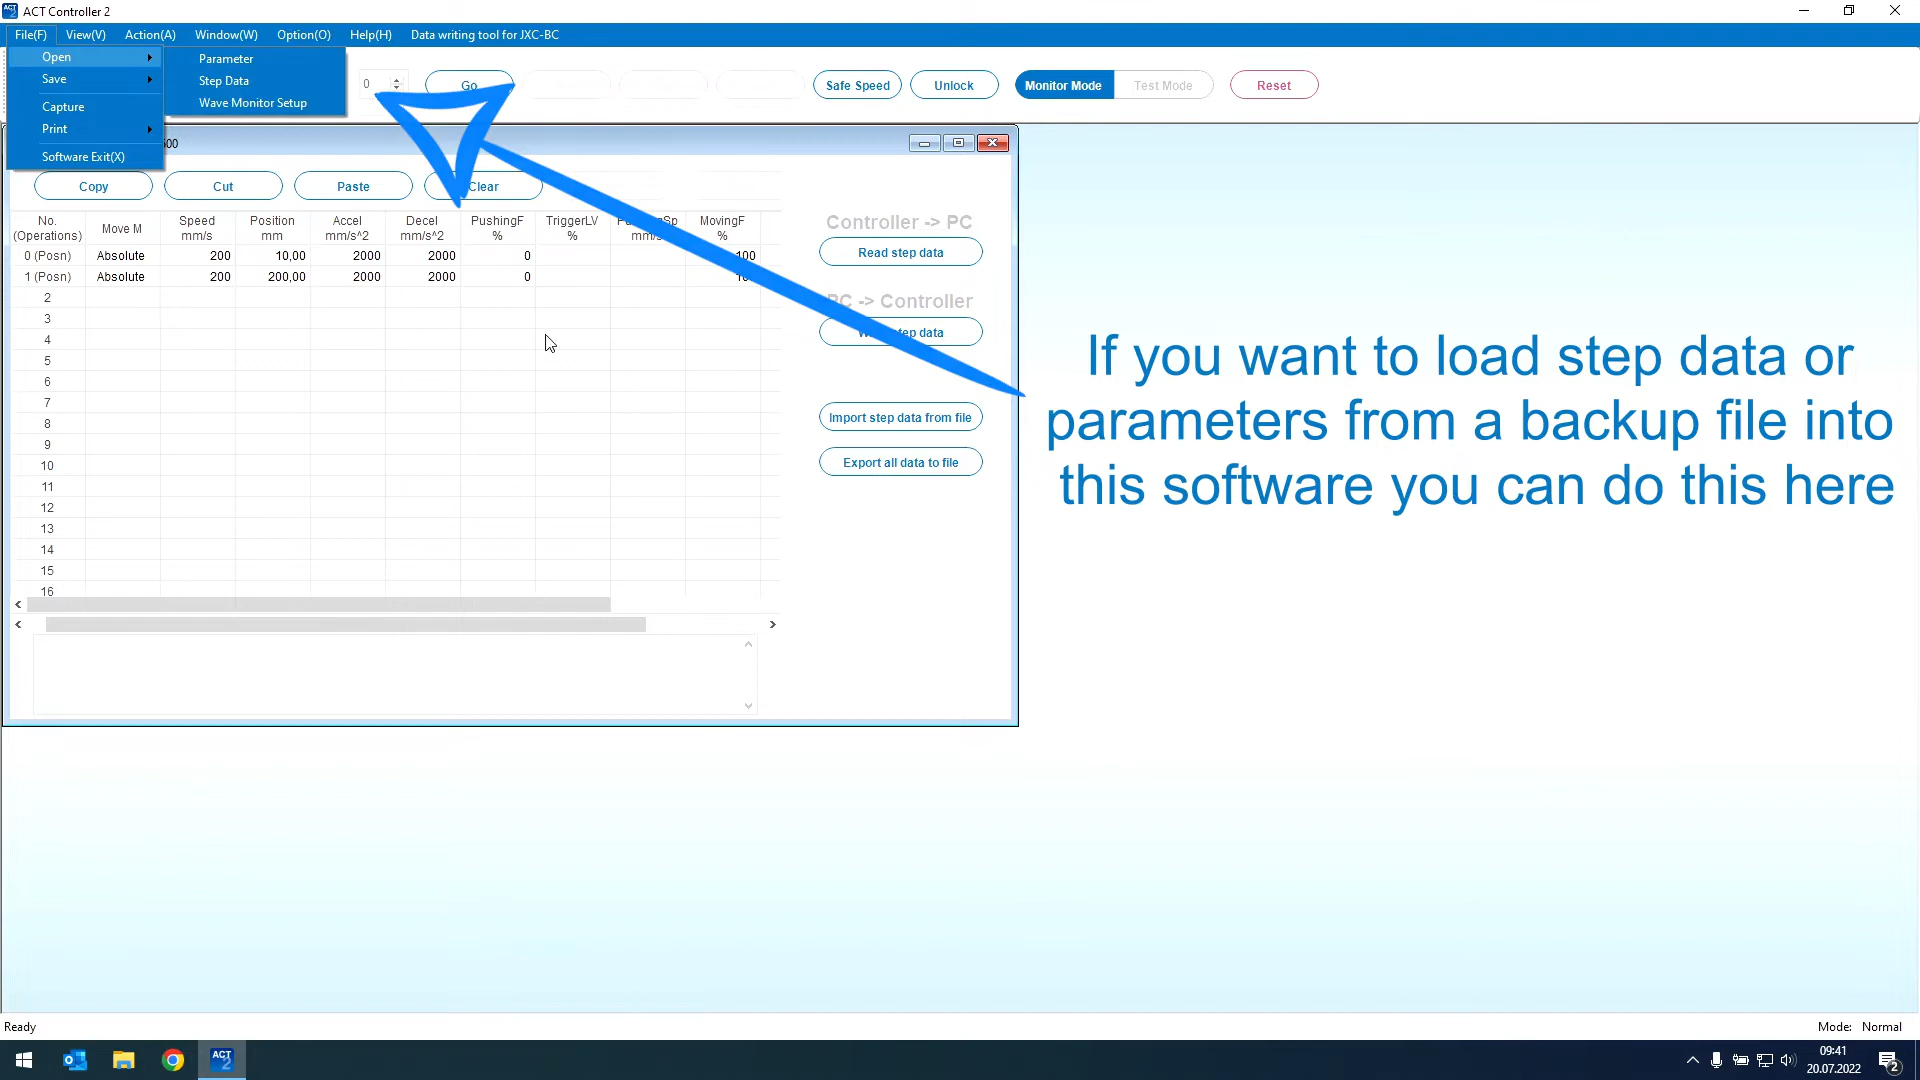 ACT Controller 2
File(F) View(V) Action(A) Window(W) Option(O) Help(H) Data writing tool for JXC-BC
Open
Save
Capture
Print
Software Exit(X)
Parameter
Step Data
Wave Monitor Setup
0 Go Safe Speed Unlock Monitor Mode Test Mode Reset
Copy Cut Paste Clear
No. (Operations) Move M Speed mm/s Position mm Accel mm/s^2 Decel mm/s^2 PushingF % TriggerLV % MovingF %
0 (Posn) Absolute 200 10,00 2000 2000 0 100
1 (Posn) Absolute 200 200,00 2000 2000 0
2
3
4
5
6
7
8
9
10
11
12
13
14
15
16
Controller -> PC
Read step data
PC -> Controller
step data
Import step data from file
Export all data to file
If you want to load step data or
parameters from a backup file into
this software you can do this here
Ready
Mode: Normal
ACT 2
09:41
20.07.2022
2